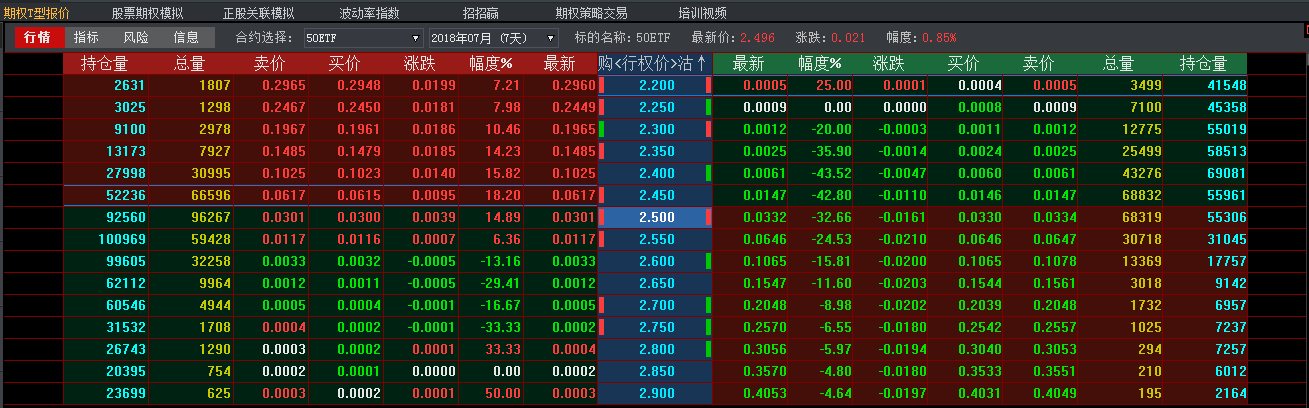 期权T型报价 股票期权模拟 正股关联模拟 波动率指数 招招赢 期权策略交易 培训视频
行情 指标 风险 信息 合约选择: 50ETF 2018年07月 (7天) 标的名称: 50ETF 最新价: 2.496 涨跌: 0.021 幅度: 0.85%
持仓量 总量 卖价 买价 涨跌 幅度% 最新 购<行权价>沽 ↑ 最新 幅度% 涨跌 买价 卖价 总量 持仓量
2631 1807 0.2965 0.2948 0.0199 7.21 0.2960 2.200 0.0005 25.00 0.0001 0.0004 0.0005 3499 41548
3025 1298 0.2467 0.2450 0.0181 7.98 0.2449 2.250 0.0009 0.00 0.0000 0.0008 0.0009 7100 45358
9100 2978 0.1967 0.1961 0.0186 10.46 0.1965 2.300 0.0012 -20.00 -0.0003 0.0011 0.0012 12775 55019
13173 7927 0.1485 0.1479 0.0185 14.23 0.1485 2.350 0.0025 -35.90 -0.0014 0.0024 0.0025 25499 58513
27998 30995 0.1025 0.1023 0.0140 15.82 0.1025 2.400 0.0061 -43.52 -0.0047 0.0060 0.0061 43276 69081
52236 66596 0.0617 0.0615 0.0095 18.20 0.0617 2.450 0.0147 -42.80 -0.0110 0.0146 0.0147 68832 55961
92560 96267 0.0301 0.0300 0.0039 14.89 0.0301 2.500 0.0332 -32.66 -0.0161 0.0330 0.0334 68319 55306
100969 59428 0.0117 0.0116 0.0007 6.36 0.0117 2.550 0.0646 -24.53 -0.0210 0.0646 0.0647 30718 31045
99605 32258 0.0033 0.0032 -0.0005 -13.16 0.0033 2.600 0.1065 -15.81 -0.0200 0.1065 0.1078 13369 17757
62112 9964 0.0012 0.0011 -0.0005 -29.41 0.0012 2.650 0.1547 -11.60 -0.0203 0.1544 0.1561 3018 9142
60546 4944 0.0005 0.0004 -0.0001 -16.67 0.0005 2.700 0.2048 -8.98 -0.0202 0.2039 0.2048 1732 6957
31532 1708 0.0004 0.0002 -0.0001 -33.33 0.0002 2.750 0.2570 -6.55 -0.0180 0.2542 0.2557 1025 7237
26743 1290 0.0003 0.0002 0.0001 33.33 0.0004 2.800 0.3056 -5.97 -0.0194 0.3040 0.3053 294 7257
20395 754 0.0002 0.0001 0.0000 0.00 0.0002 2.850 0.3570 -4.80 -0.0180 0.3533 0.3551 210 6012
23699 625 0.0003 0.0002 0.0001 50.00 0.0003 2.900 0.4053 -4.64 -0.0197 0.4031 0.4049 195 2164